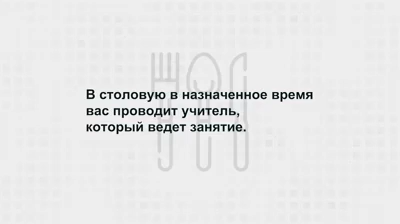 В столовую в назначенное время
вас проводит учитель,
который ведет занятие.